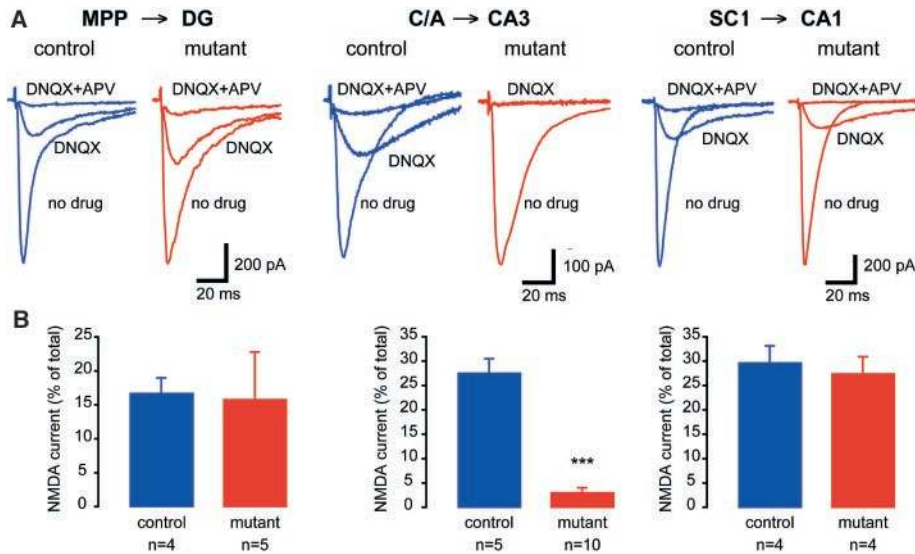 A
MPP → DG
C/A → CA3
SC1 → CA1
control
mutant
control
mutant
control
mutant
DNQX+APV
DNQX+APV
DNQX+APV
DNQX
DNQX+APV
DNQX+APV
DNQX
DNQX
DNQX
DNQX
DNQX
no drug
no drug
no drug
no drug
no drug
no drug
200 pA
20 ms
100 pA
20 ms
200 pA
20 ms
B
NMDA current (% of total)
25
20
15
10
5
0
control
mutant
n=4
n=5
NMDA current (% of total)
35
30
25
30
15
10
5
0
***
control
mutant
n=5
n=10
NMDA current (% of total)
35
30
25
30
15
10
5
0
control
mutant
n=4
n=4